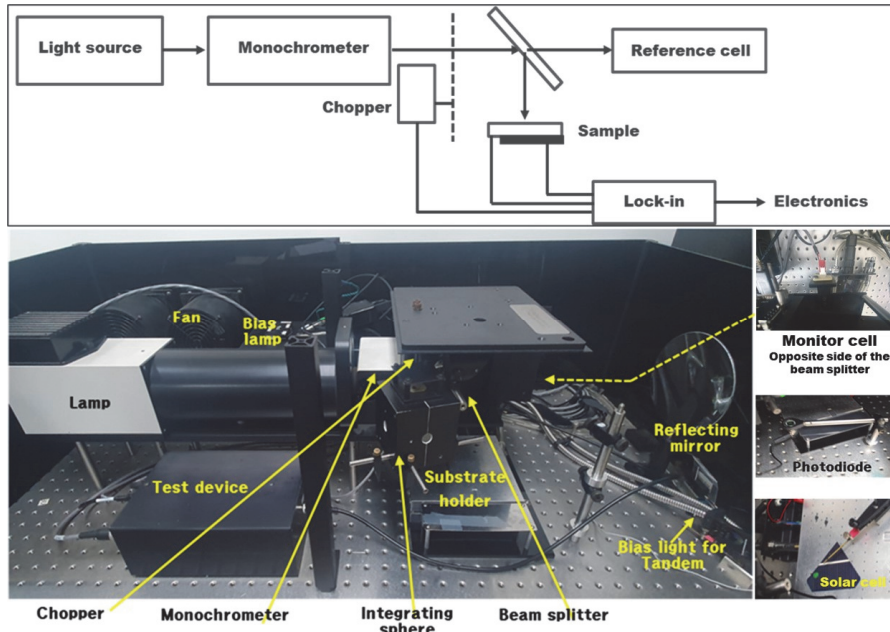 Light source
Monochrometer
Reference cell
Chopper
Sample
Lock-in
Electronics
Fan
Bias
lamp
Lamp
Test device
Substrate
holder
Reflecting
mirror
Bias light for
Tandem
Chopper
Monochrometer
Integrating
sphere
Beam splitter
Monitor cell
Opposite side of the
beam splitter
Photodiode
Solar cell